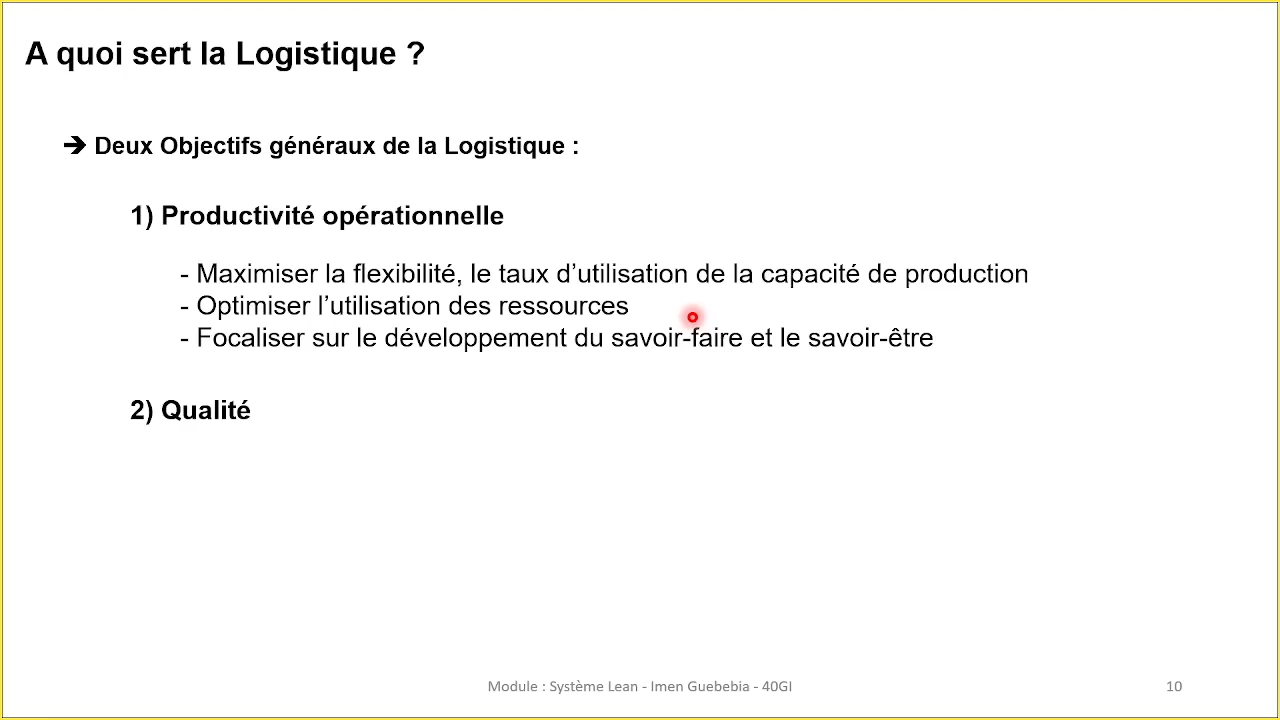 A quoi sert la Logistique ?
➔ Deux Objectifs généraux de la Logistique :
1) Productivité opérationnelle
- Maximiser la flexibilité, le taux d’utilisation de la capacité de production
- Optimiser l’utilisation des ressources
- Focaliser sur le développement du savoir-faire et le savoir-être
2) Qualité
Module : Système Lean - Imen Guebebia - 40GI
10